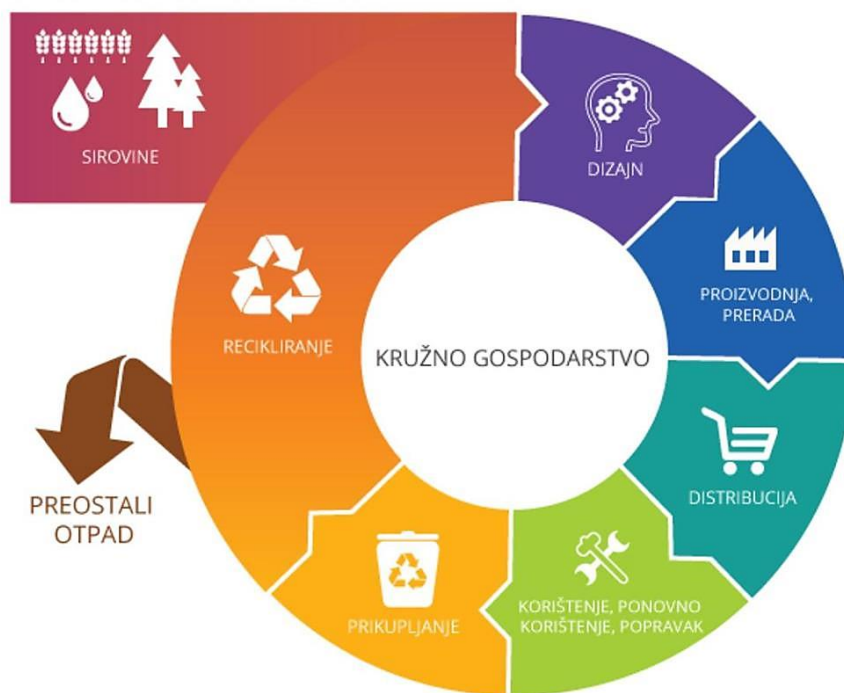 SIROVINE
DIZAJN
PROIZVODNJA,
PRERADA
RECIKLIRANJE
KRUŽNO GOSPODARSTVO
DISTRIBUCIJA
PREOSTALI
OTPAD
KORIŠTENJE, PONOVNO
KORIŠTENJE, POPRAVAK
PRIKUPLJANJE